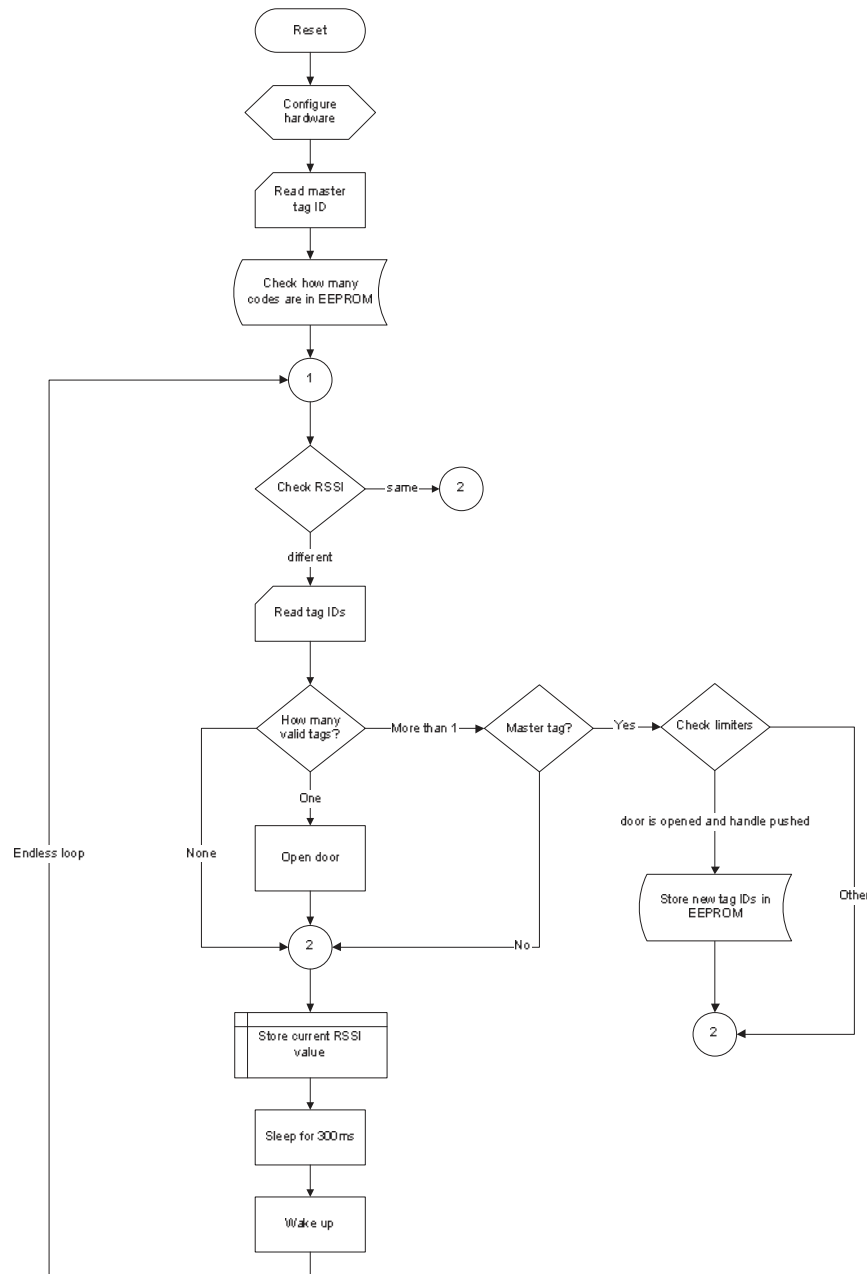 Reset
Configure
hardware
Read master
tag ID
Check how many
codes are in EEPROM
1
Check RSSI
same
2
different
Read tag IDs
How many
valid tags?
More than 1
Master tag?
Yes
Check limiters
One
door is opened and handle pushed
Endless loop
None
Open door
Store new tag IDs in
EEPROM
Other
2
No
Store current RSSI
value
2
Sleep for 300ms
Wake up